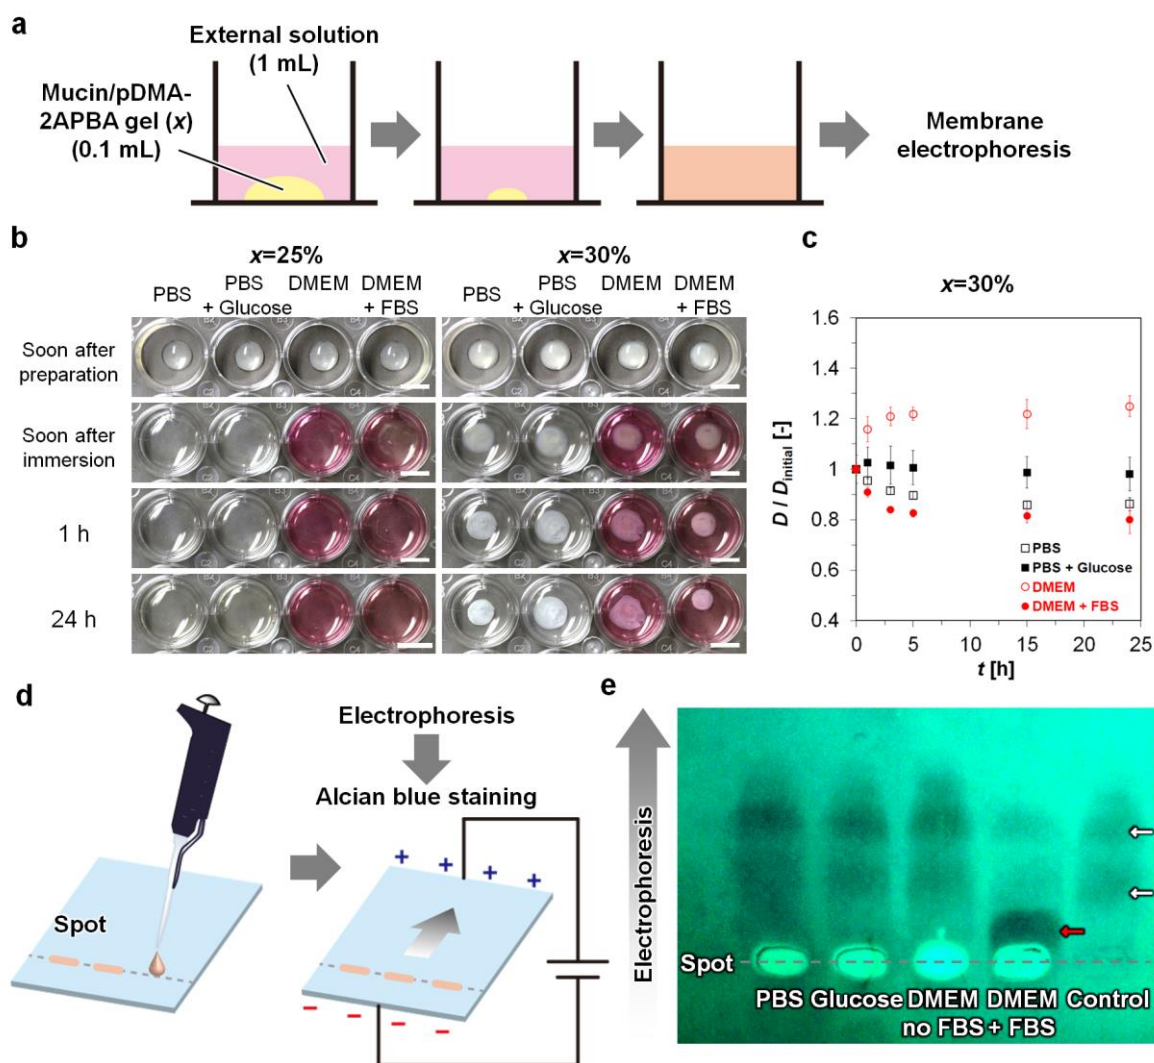 a
External solution
(1 mL)
Mucin/pDMA-
2APBA gel (x)
(0.1 mL)
Membrane
electrophoresis
b
x=25%
x=30%
PBS
PBS
+ Glucose
DMEM
DMEM
+ FBS
PBS
PBS
+ Glucose
DMEM
DMEM
+ FBS
Soon after
preparation
Soon after
immersion
1 h
24 h
c
x=30%
D / Dinitial [-]
1.6
1.4
1.2
1
0.8
0.6
0.4
PBS
PBS + Glucose
DMEM
DMEM + FBS
0 5 10 15 20 25
t [h]
d
Spot
Electrophoresis
Alcian blue staining
+ + + +
− − − −
e
Electrophoresis
Spot
PBS Glucose DMEM DMEM Control
no FBS + FBS